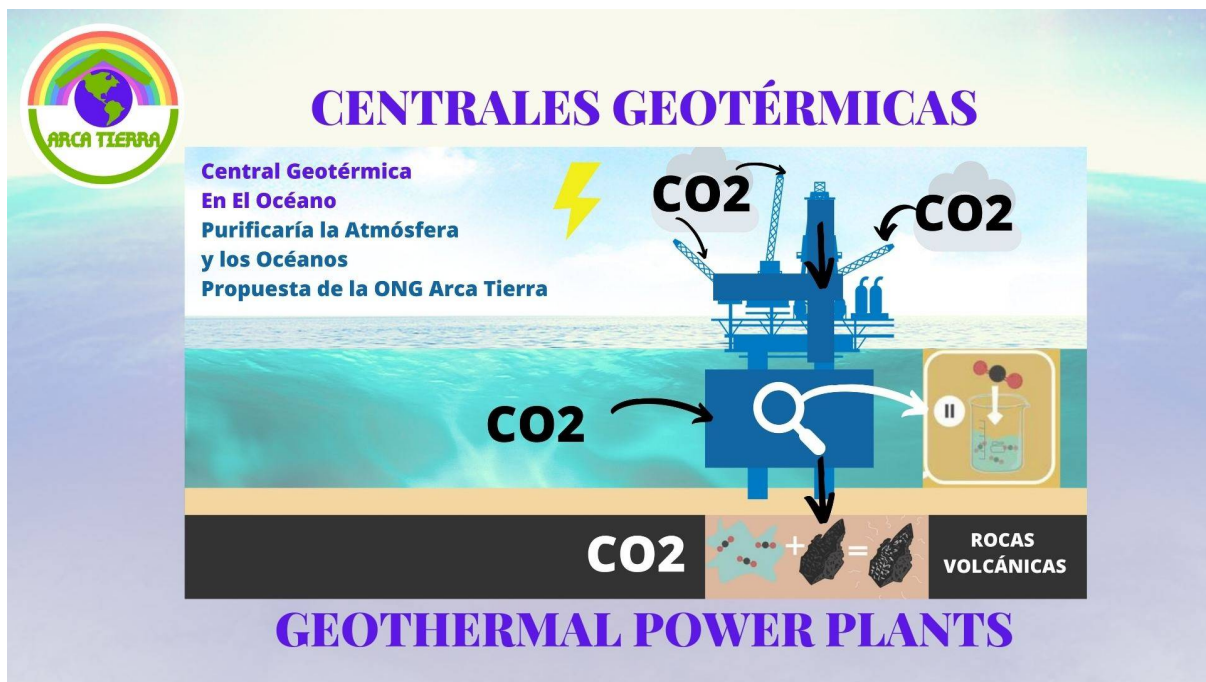 ARCA TIERRA
CENTRALES GEOTÉRMICAS
Central Geotérmica
En El Océano
Purificaría la Atmósfera
y los Océanos
Propuesta de la ONG Arca Tierra
CO2
CO2
CO2
II
CO2
+
=
ROCAS
VOLCÁNICAS
GEOTHERMAL POWER PLANTS